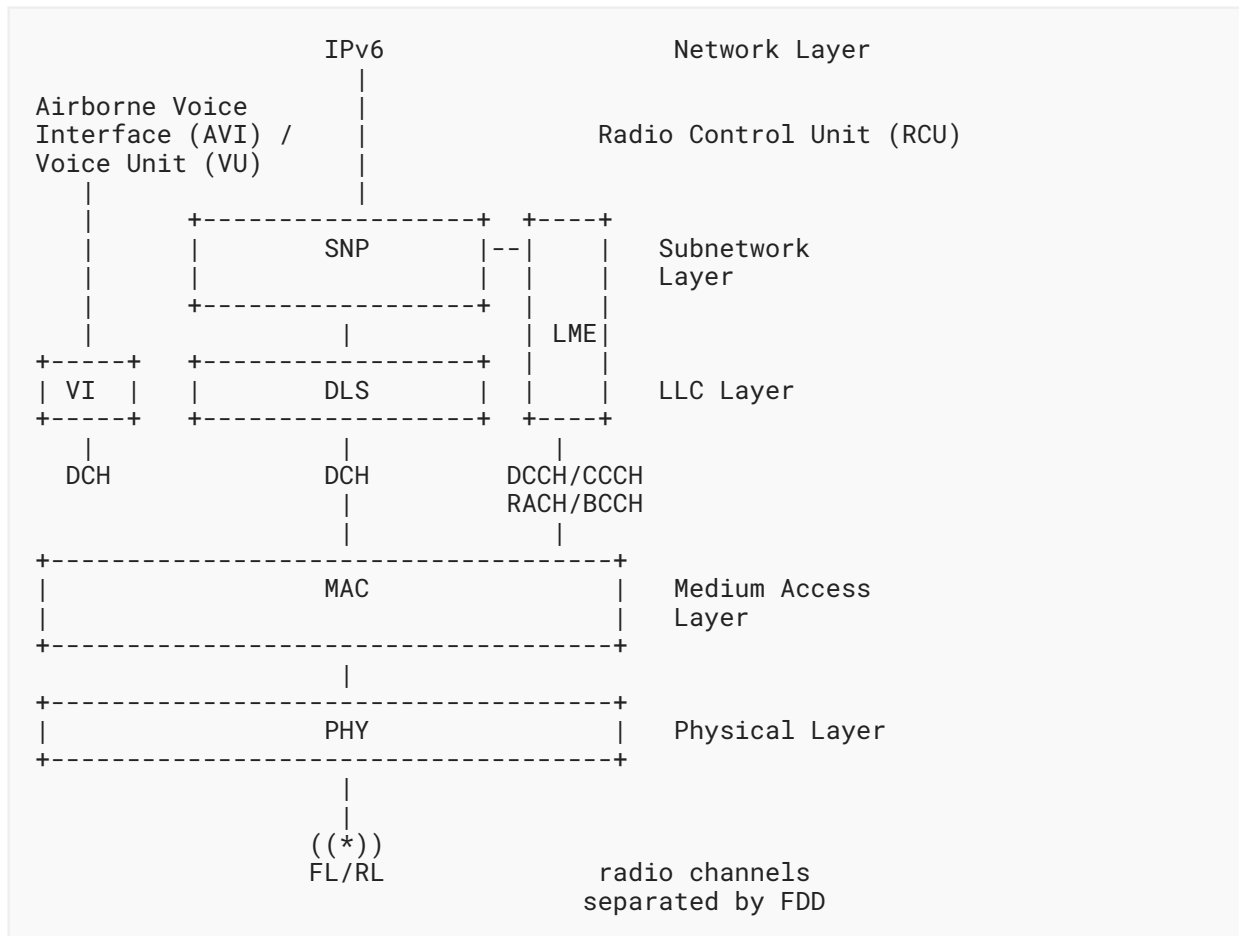 IPv6 Network Layer
Airborne Voice
Interface (AVI) / Radio Control Unit (RCU)
Voice Unit (VU)
SNP Subnetwork
Layer
LME
VI DLS LLC Layer
DCH DCH DCCH/CCCH
RACH/BCCH
MAC Medium Access
Layer
PHY Physical Layer
((*))
FL/RL radio channels
separated by FDD